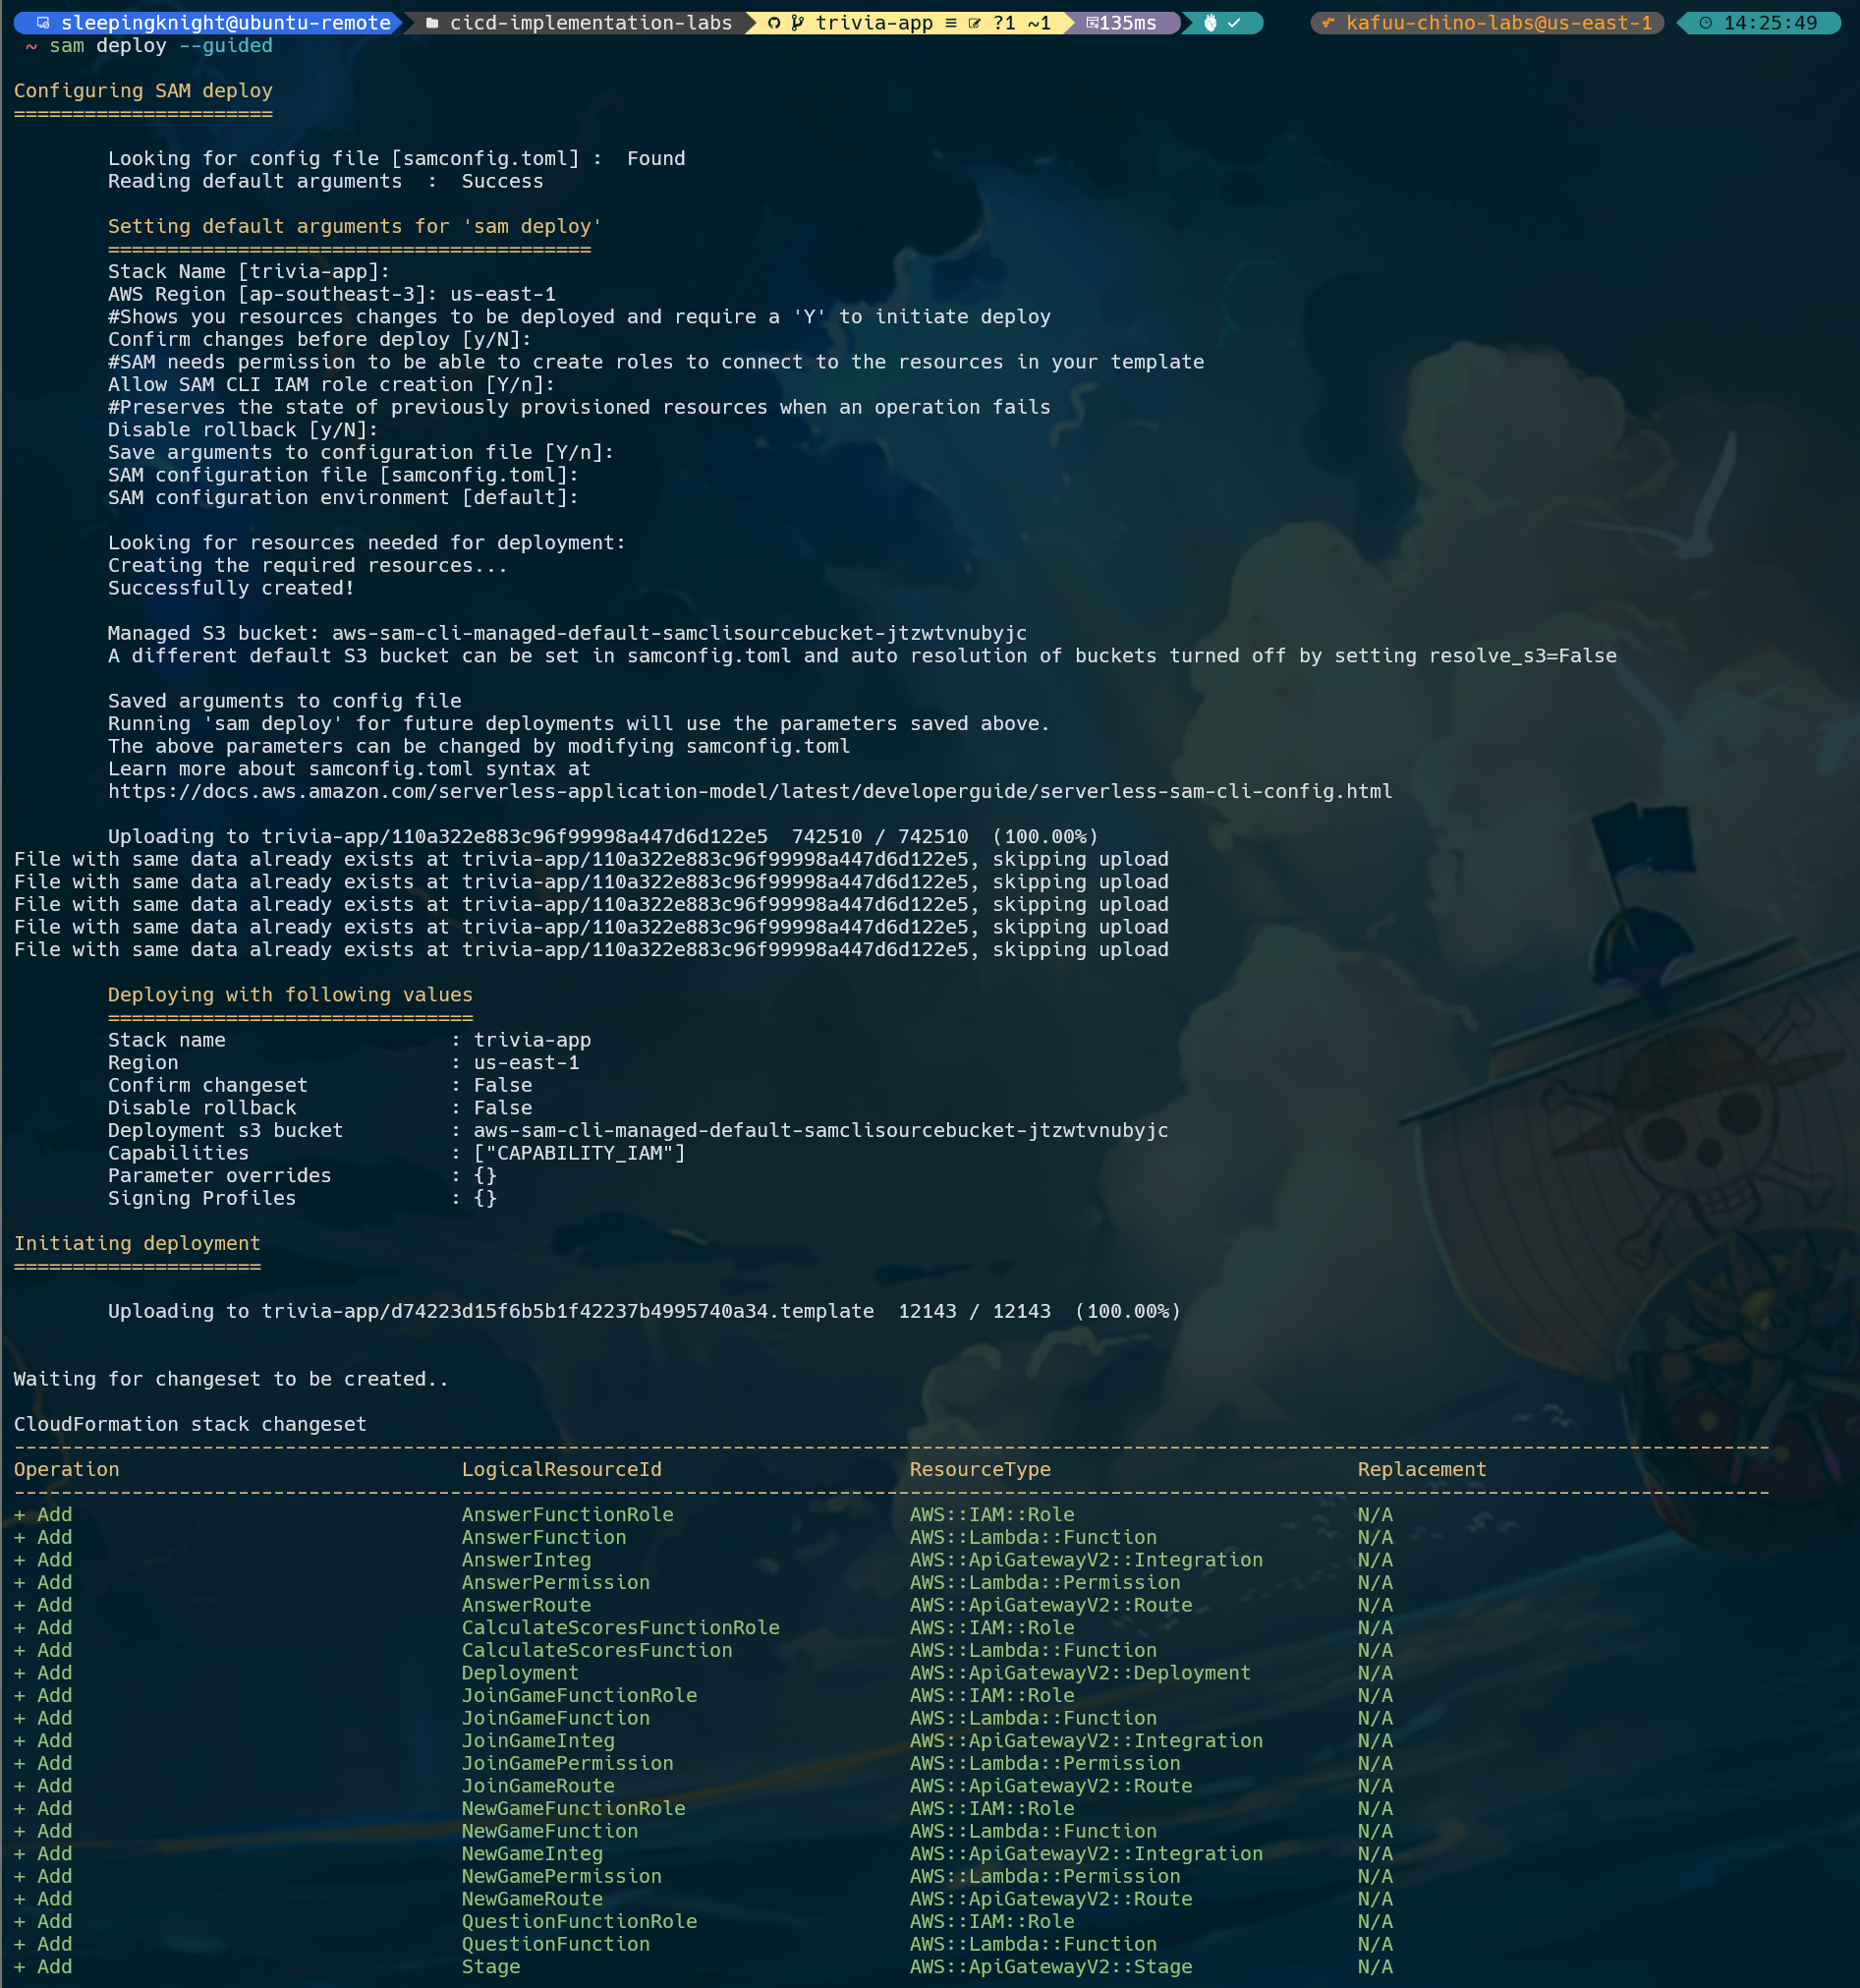 sleepingknight@ubuntu-remote cicd-implementation-labs trivia-app ≡ ?1 ~1 135ms kafuu-chino-labs@us-east-1 14:25:49
~ sam deploy --guided
Configuring SAM deploy
======================
Looking for config file [samconfig.toml] :  Found
Reading default arguments  :  Success
Setting default arguments for 'sam deploy'
=========================================
Stack Name [trivia-app]:
AWS Region [ap-southeast-3]: us-east-1
#Shows you resources changes to be deployed and require a 'Y' to initiate deploy
Confirm changes before deploy [y/N]:
#SAM needs permission to be able to create roles to connect to the resources in your template
Allow SAM CLI IAM role creation [Y/n]:
#Preserves the state of previously provisioned resources when an operation fails
Disable rollback [y/N]:
Save arguments to configuration file [Y/n]:
SAM configuration file [samconfig.toml]:
SAM configuration environment [default]:
Looking for resources needed for deployment:
Creating the required resources...
Successfully created!
Managed S3 bucket: aws-sam-cli-managed-default-samclisourcebucket-jtzwtvnubyjc
A different default S3 bucket can be set in samconfig.toml and auto resolution of buckets turned off by setting resolve_s3=False
Saved arguments to config file
Running 'sam deploy' for future deployments will use the parameters saved above.
The above parameters can be changed by modifying samconfig.toml
Learn more about samconfig.toml syntax at
https://docs.aws.amazon.com/serverless-application-model/latest/developerguide/serverless-sam-cli-config.html
Uploading to trivia-app/110a322e883c96f99998a447d6d122e5  742510 / 742510  (100.00%)
File with same data already exists at trivia-app/110a322e883c96f99998a447d6d122e5, skipping upload
File with same data already exists at trivia-app/110a322e883c96f99998a447d6d122e5, skipping upload
File with same data already exists at trivia-app/110a322e883c96f99998a447d6d122e5, skipping upload
File with same data already exists at trivia-app/110a322e883c96f99998a447d6d122e5, skipping upload
File with same data already exists at trivia-app/110a322e883c96f99998a447d6d122e5, skipping upload
Deploying with following values
===============================
Stack name                   : trivia-app
Region                       : us-east-1
Confirm changeset            : False
Disable rollback             : False
Deployment s3 bucket         : aws-sam-cli-managed-default-samclisourcebucket-jtzwtvnubyjc
Capabilities                 : ["CAPABILITY_IAM"]
Parameter overrides          : {}
Signing Profiles             : {}
Initiating deployment
=====================
Uploading to trivia-app/d74223d15f6b5b1f42237b4995740a34.template  12143 / 12143  (100.00%)
Waiting for changeset to be created..
CloudFormation stack changeset
Operation LogicalResourceId ResourceType Replacement
+ Add AnswerFunctionRole AWS::IAM::Role N/A
+ Add AnswerFunction AWS::Lambda::Function N/A
+ Add AnswerInteg AWS::ApiGatewayV2::Integration N/A
+ Add AnswerPermission AWS::Lambda::Permission N/A
+ Add AnswerRoute AWS::ApiGatewayV2::Route N/A
+ Add CalculateScoresFunctionRole AWS::IAM::Role N/A
+ Add CalculateScoresFunction AWS::Lambda::Function N/A
+ Add Deployment AWS::ApiGatewayV2::Deployment N/A
+ Add JoinGameFunctionRole AWS::IAM::Role N/A
+ Add JoinGameFunction AWS::Lambda::Function N/A
+ Add JoinGameInteg AWS::ApiGatewayV2::Integration N/A
+ Add JoinGamePermission AWS::Lambda::Permission N/A
+ Add JoinGameRoute AWS::ApiGatewayV2::Route N/A
+ Add NewGameFunctionRole AWS::IAM::Role N/A
+ Add NewGameFunction AWS::Lambda::Function N/A
+ Add NewGameInteg AWS::ApiGatewayV2::Integration N/A
+ Add NewGamePermission AWS::Lambda::Permission N/A
+ Add NewGameRoute AWS::ApiGatewayV2::Route N/A
+ Add QuestionFunctionRole AWS::IAM::Role N/A
+ Add QuestionFunction AWS::Lambda::Function N/A
+ Add Stage AWS::ApiGatewayV2::Stage N/A